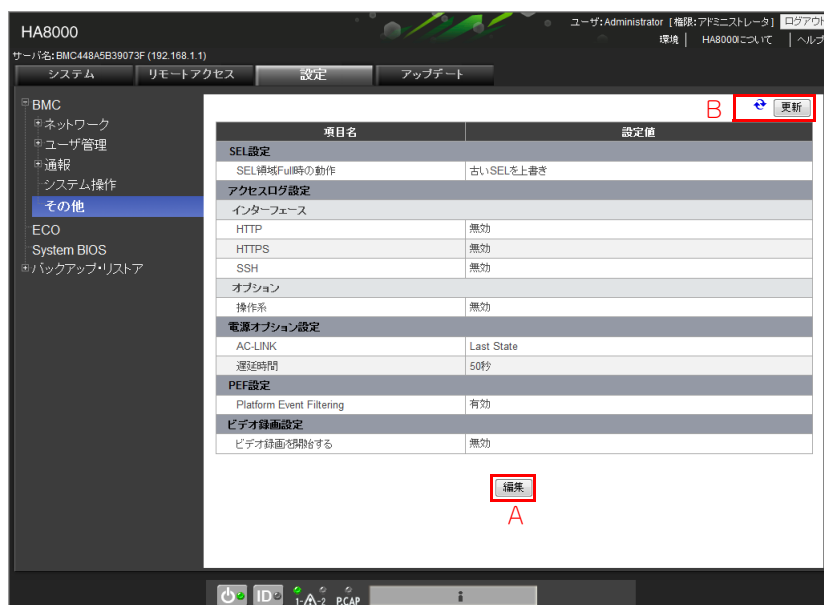 HA8000
ユーザ:Administrator [権限:アドミニストレータ] ログアウト
環境 | HA8000について | ヘルプ
サーバ名:BMC448A5B39073F (192.168.1.1)
システム リモートアクセス 設定 アップデート
BMC
ネットワーク
ユーザ管理
通報
システム操作
その他
ECO
System BIOS
バックアップ・リストア
B 更新
項目名 設定値
SEL設定
SEL領域Full時の動作 古いSELを上書き
アクセスログ設定
インターフェース
HTTP 無効
HTTPS 無効
SSH 無効
オプション
操作系 無効
電源オプション設定
AC-LINK Last State
遅延時間 50秒
PEF設定
Platform Event Filtering 有効
ビデオ録画設定
ビデオ録画を開始する 無効
編集
A
ID 1-2 P.CAP i